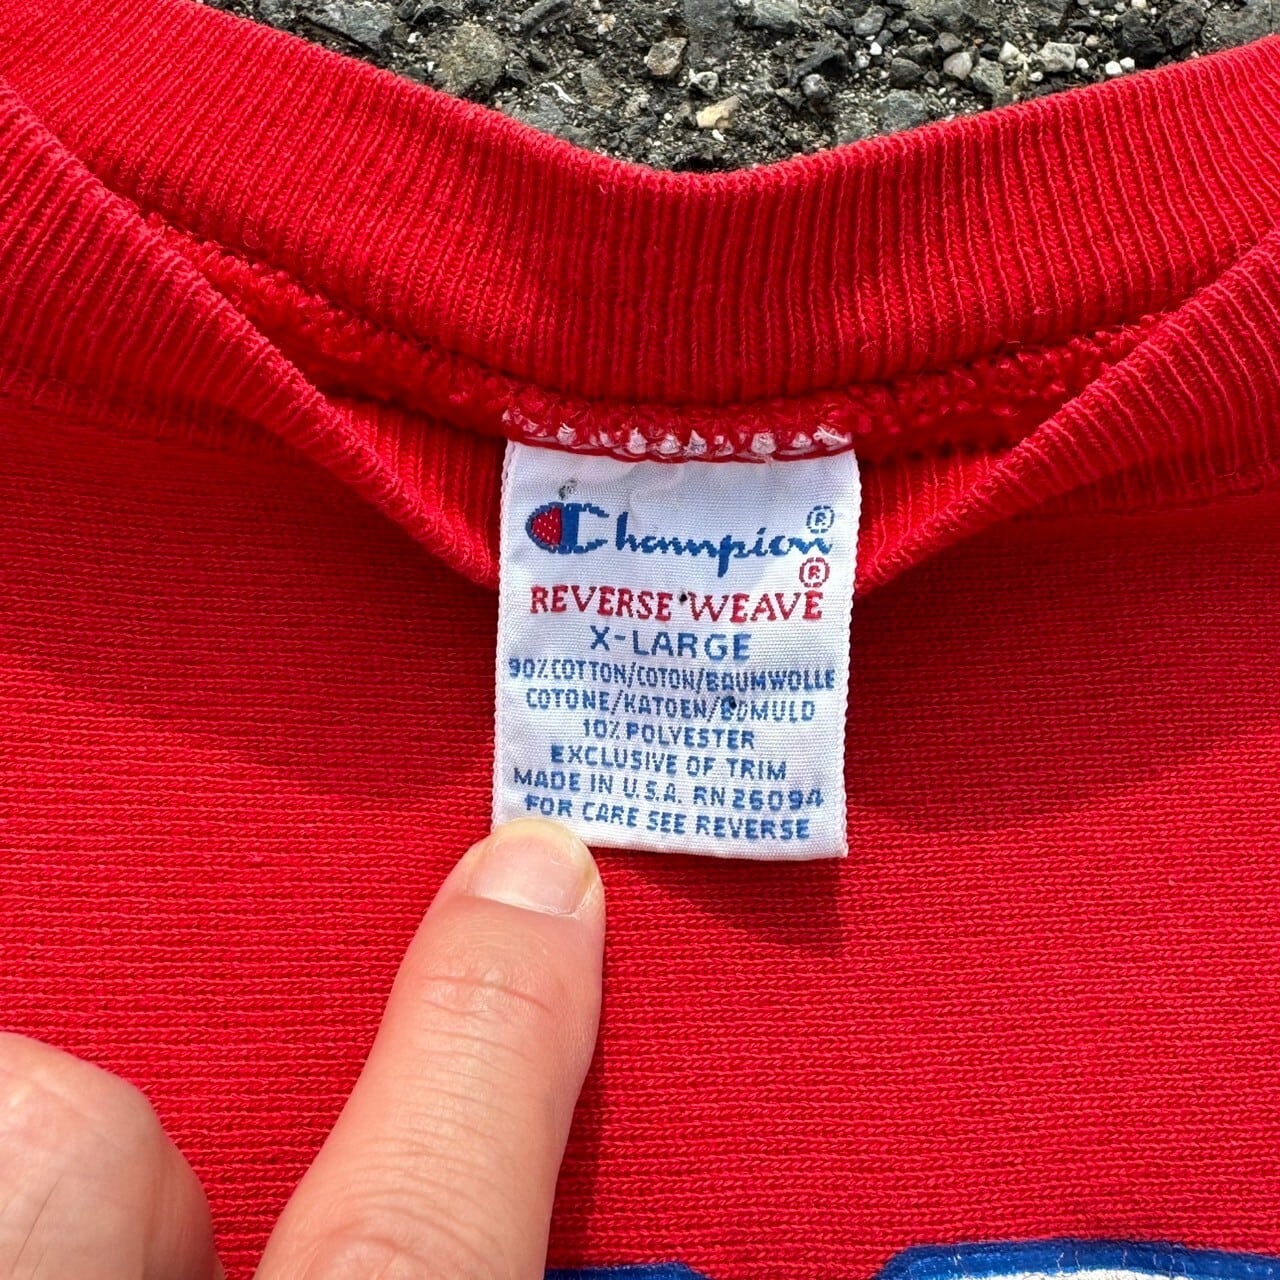 Champion®
®
REVERSE WEAVE
X-LARGE
90% COTTON/COTON/BAUMWOLLE
COTONE/KATOEN/BOMULD
10% POLYESTER
EXCLUSIVE OF TRIM
MADE IN U.S.A. RN 26094
FOR CARE SEE REVERSE